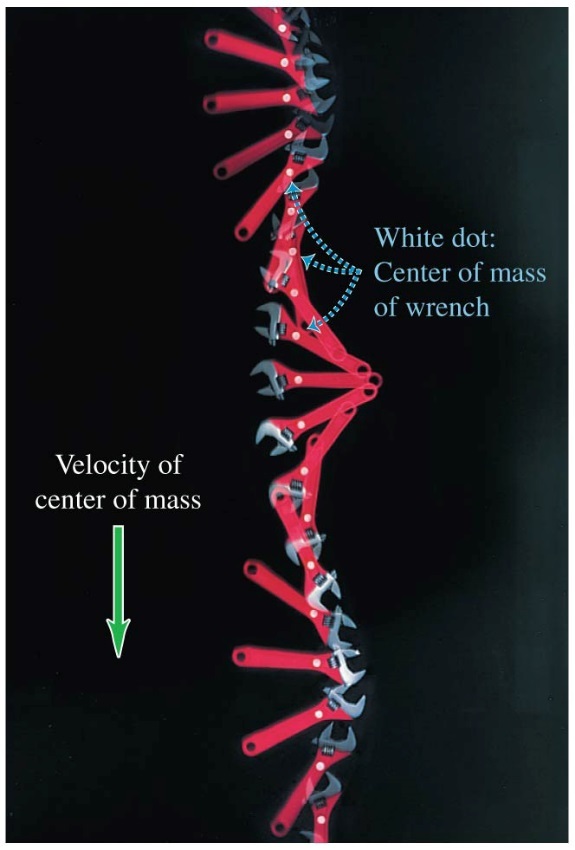 White dot:
Center of mass
of wrench
Velocity of
center of mass